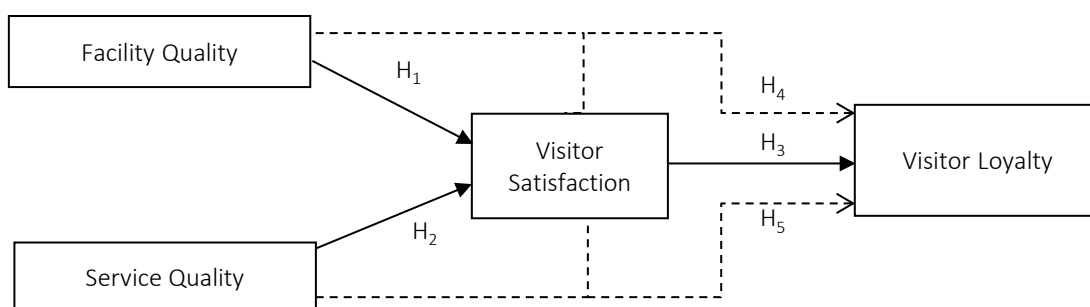 Facility Quality
H₁
H₄
Visitor
Satisfaction
H₃
Visitor Loyalty
H₂
H₅
Service Quality